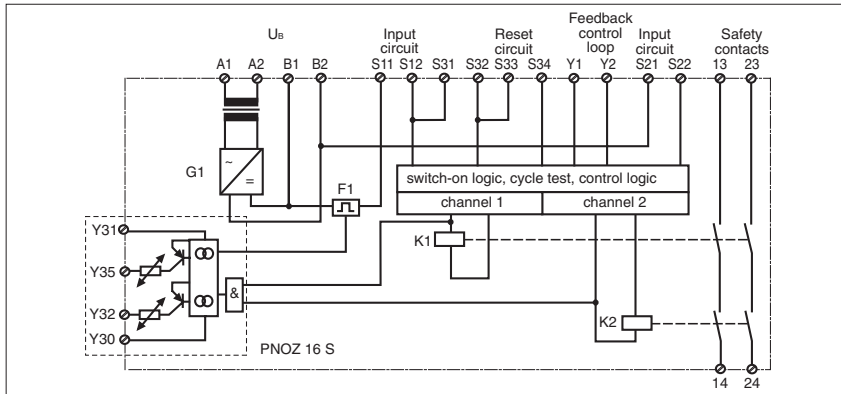 Feedback
UB Input Reset control Input Safety
circuit circuit loop circuit contacts
A1 A2 B1 B2 S11 S12 S31 S32 S33 S34 Y1 Y2 S21 S22 13 23
G1
~
=
F1
switch-on logic, cycle test, control logic
channel 1 channel 2
Y31
K1
Y35
&
Y32
K2
Y30
PNOZ 16 S
14 24